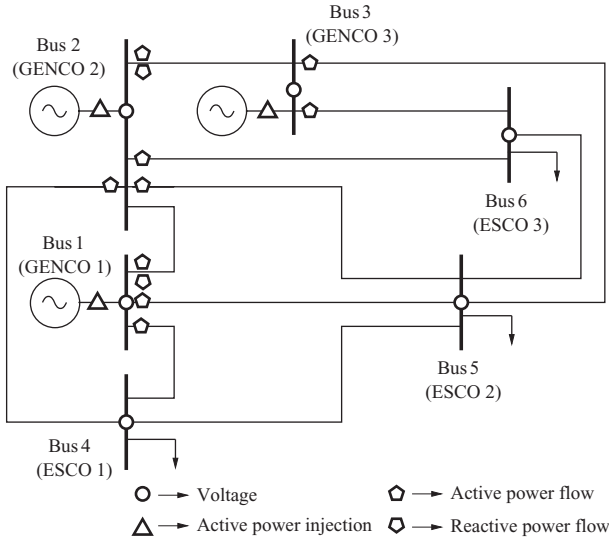 Bus 3
(GENCO 3)
Bus 2
(GENCO 2)
Bus 6
(ESCO 3)
Bus 1
(GENCO 1)
Bus 5
(ESCO 2)
Bus 4
(ESCO 1)
Voltage
Active power flow
Active power injection
Reactive power flow